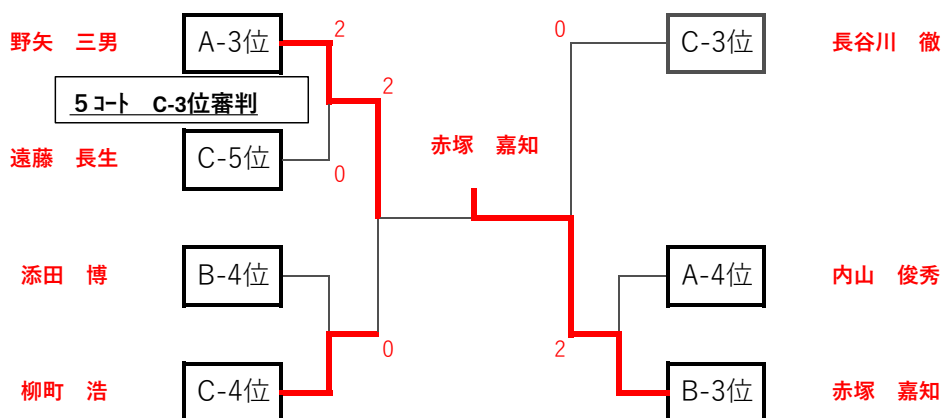 野矢　三男
A-3位
2
0
C-3位
長谷川　徹
2
５コート　C-3位審判
赤塚　嘉知
遠藤　長生
C-5位
0
添田　博
B-4位
A-4位
内山　俊秀
0
2
柳町　浩
C-4位
B-3位
赤塚　嘉知